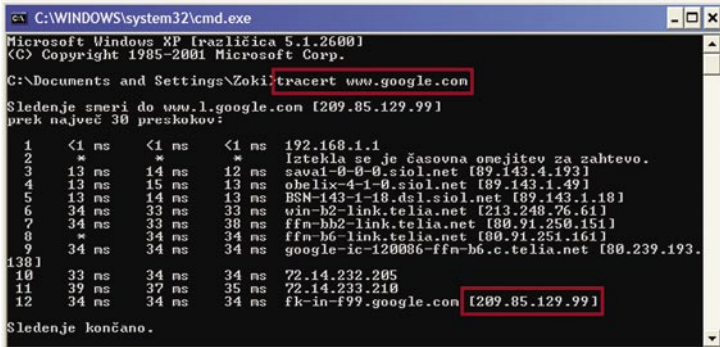 C:\WINDOWS\system32\cmd.exe
Microsoft Windows XP [različica 5.1.2600]
(C) Copyright 1985-2001 Microsoft Corp.
C:\Documents and Settings\Zoki>tracert www.google.com
Sledenje smeri do www.l.google.com [209.85.129.99]
prek največ 30 preskokov:
1 <1 ms <1 ms <1 ms 192.168.1.1
2 * * * Iztekla se je časovna omejitev za zahtevo.
3 13 ms 14 ms 12 ms sava1-0-0-0.siol.net [89.143.4.193]
4 13 ms 15 ms 13 ms obelix-4-1-0.siol.net [89.143.1.49]
5 13 ms 14 ms 13 ms BSN-143-1-18.dsl.siol.net [89.143.1.18]
6 34 ms 33 ms 33 ms win-b2-link.telia.net [213.248.76.61]
7 34 ms 33 ms 38 ms ffm-bb2-link.telia.net [80.91.250.151]
8 * 34 ms 34 ms ffm-b6-link.telia.net [80.91.251.161]
9 34 ms 34 ms 34 ms google-ic-120086-ffm-b6.c.telia.net [80.239.193.
138]
10 33 ms 34 ms 34 ms 72.14.232.205
11 39 ms 37 ms 35 ms 72.14.233.210
12 34 ms 34 ms 34 ms fk-in-f99.google.com [209.85.129.99]
Sledenje končano.